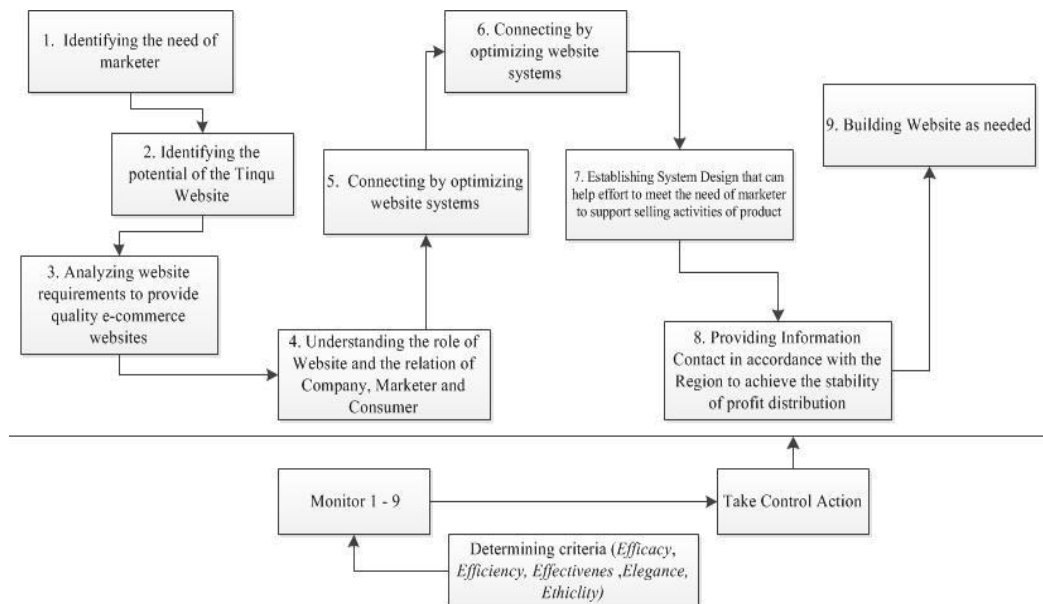 1. Identifying the need of
marketer
2. Identifying the
potential of the Tinqu
Website
3. Analyzing website
requirements to provide
quality e-commerce
websites
4. Understanding the role of
Website and the relation of
Company, Marketer and
Consumer
5. Connecting by optimizing
website systems
6. Connecting by
optimizing website
systems
7. Establishing System Design that can
help effort to meet the need of marketer
to support selling activities of product
8. Providing Information
Contact in accordance with the
Region to achieve the stability
of profit distribution
9. Building Website as needed
Monitor 1 - 9
Take Control Action
Determining criteria (Efficacy,
Efficiency, Effectivenes ,Elegance,
Ethiclity)